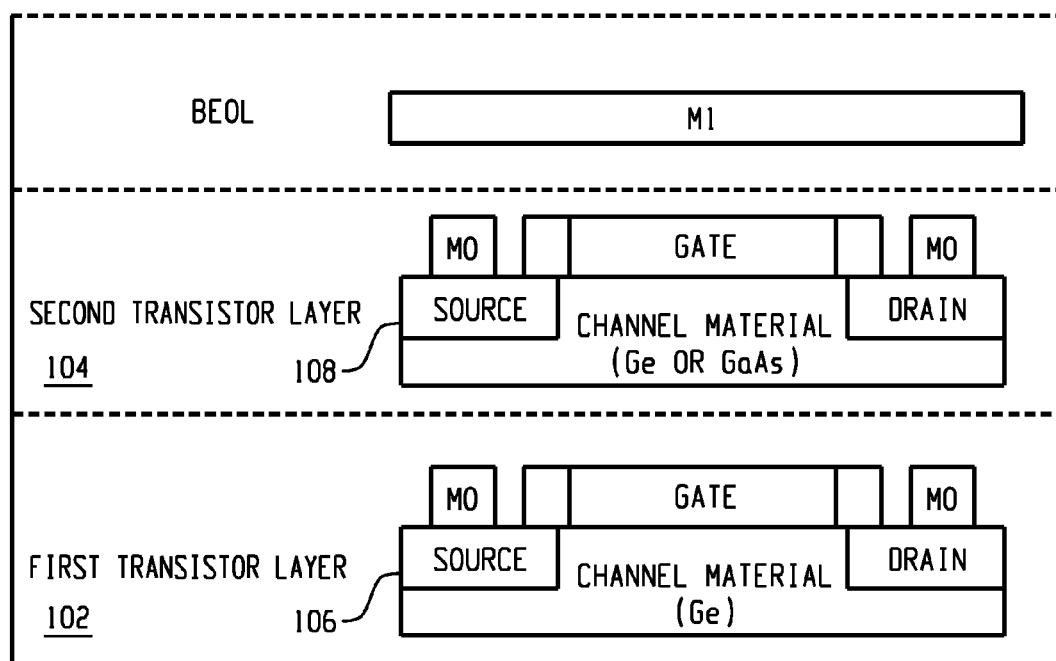 BEOL
M1
MO
GATE
MO
SECOND TRANSISTOR LAYER
SOURCE
CHANNEL MATERIAL
DRAIN
104
108
(Ge OR GaAs)
MO
GATE
MO
FIRST TRANSISTOR LAYER
SOURCE
CHANNEL MATERIAL
DRAIN
102
106
(Ge)